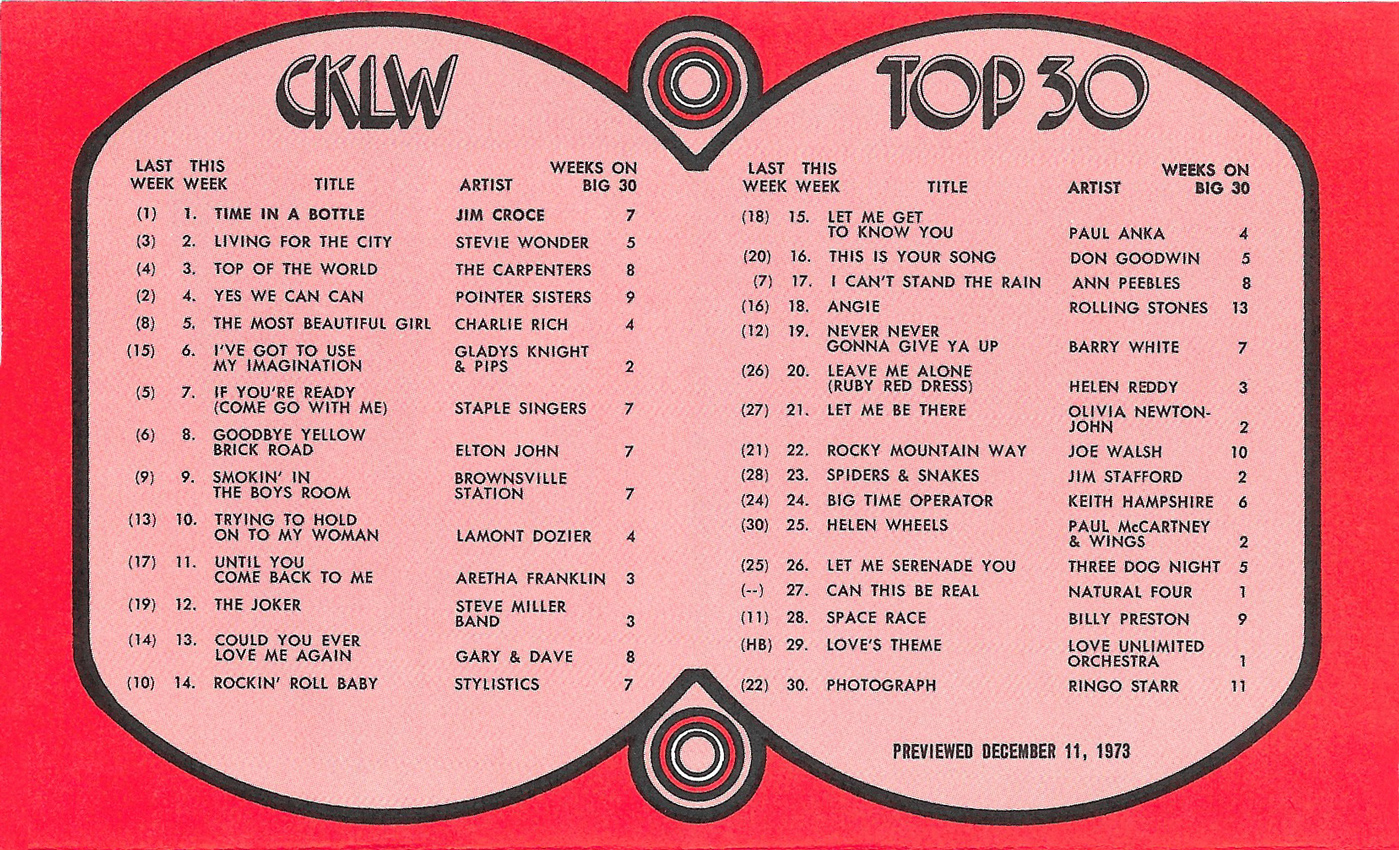 CKLW
LAST THIS WEEKS ON
WEEK WEEK TITLE ARTIST BIG 30
(1) 1. TIME IN A BOTTLE JIM CROCE 7
(3) 2. LIVING FOR THE CITY STEVIE WONDER 5
(4) 3. TOP OF THE WORLD THE CARPENTERS 8
(2) 4. YES WE CAN CAN POINTER SISTERS 9
(8) 5. THE MOST BEAUTIFUL GIRL CHARLIE RICH 4
(15) 6. I'VE GOT TO USE GLADYS KNIGHT
MY IMAGINATION & PIPS 2
(5) 7. IF YOU'RE READY
(COME GO WITH ME) STAPLE SINGERS 7
(6) 8. GOODBYE YELLOW
BRICK ROAD ELTON JOHN 7
(9) 9. SMOKIN' IN BROWNSVILLE
THE BOYS ROOM STATION 7
(13) 10. TRYING TO HOLD
ON TO MY WOMAN LAMONT DOZIER 4
(17) 11. UNTIL YOU
COME BACK TO ME ARETHA FRANKLIN 3
(19) 12. THE JOKER STEVE MILLER
BAND 3
(14) 13. COULD YOU EVER
LOVE ME AGAIN GARY & DAVE 8
(10) 14. ROCKIN' ROLL BABY STYLISTICS 7
TOP 30
LAST THIS WEEKS ON
WEEK WEEK TITLE ARTIST BIG 30
(18) 15. LET ME GET
TO KNOW YOU PAUL ANKA 4
(20) 16. THIS IS YOUR SONG DON GOODWIN 5
(7) 17. I CAN'T STAND THE RAIN ANN PEEBLES 8
(16) 18. ANGIE ROLLING STONES 13
(12) 19. NEVER NEVER
GONNA GIVE YA UP BARRY WHITE 7
(26) 20. LEAVE ME ALONE
(RUBY RED DRESS) HELEN REDDY 3
(27) 21. LET ME BE THERE OLIVIA NEWTON-
JOHN 2
(21) 22. ROCKY MOUNTAIN WAY JOE WALSH 10
(28) 23. SPIDERS & SNAKES JIM STAFFORD 2
(24) 24. BIG TIME OPERATOR KEITH HAMPSHIRE 6
(30) 25. HELEN WHEELS PAUL McCARTNEY
& WINGS 2
(25) 26. LET ME SERENADE YOU THREE DOG NIGHT 5
(--) 27. CAN THIS BE REAL NATURAL FOUR 1
(11) 28. SPACE RACE BILLY PRESTON 9
(HB) 29. LOVE'S THEME LOVE UNLIMITED
ORCHESTRA 1
(22) 30. PHOTOGRAPH RINGO STARR 11
PREVIEWED DECEMBER 11, 1973